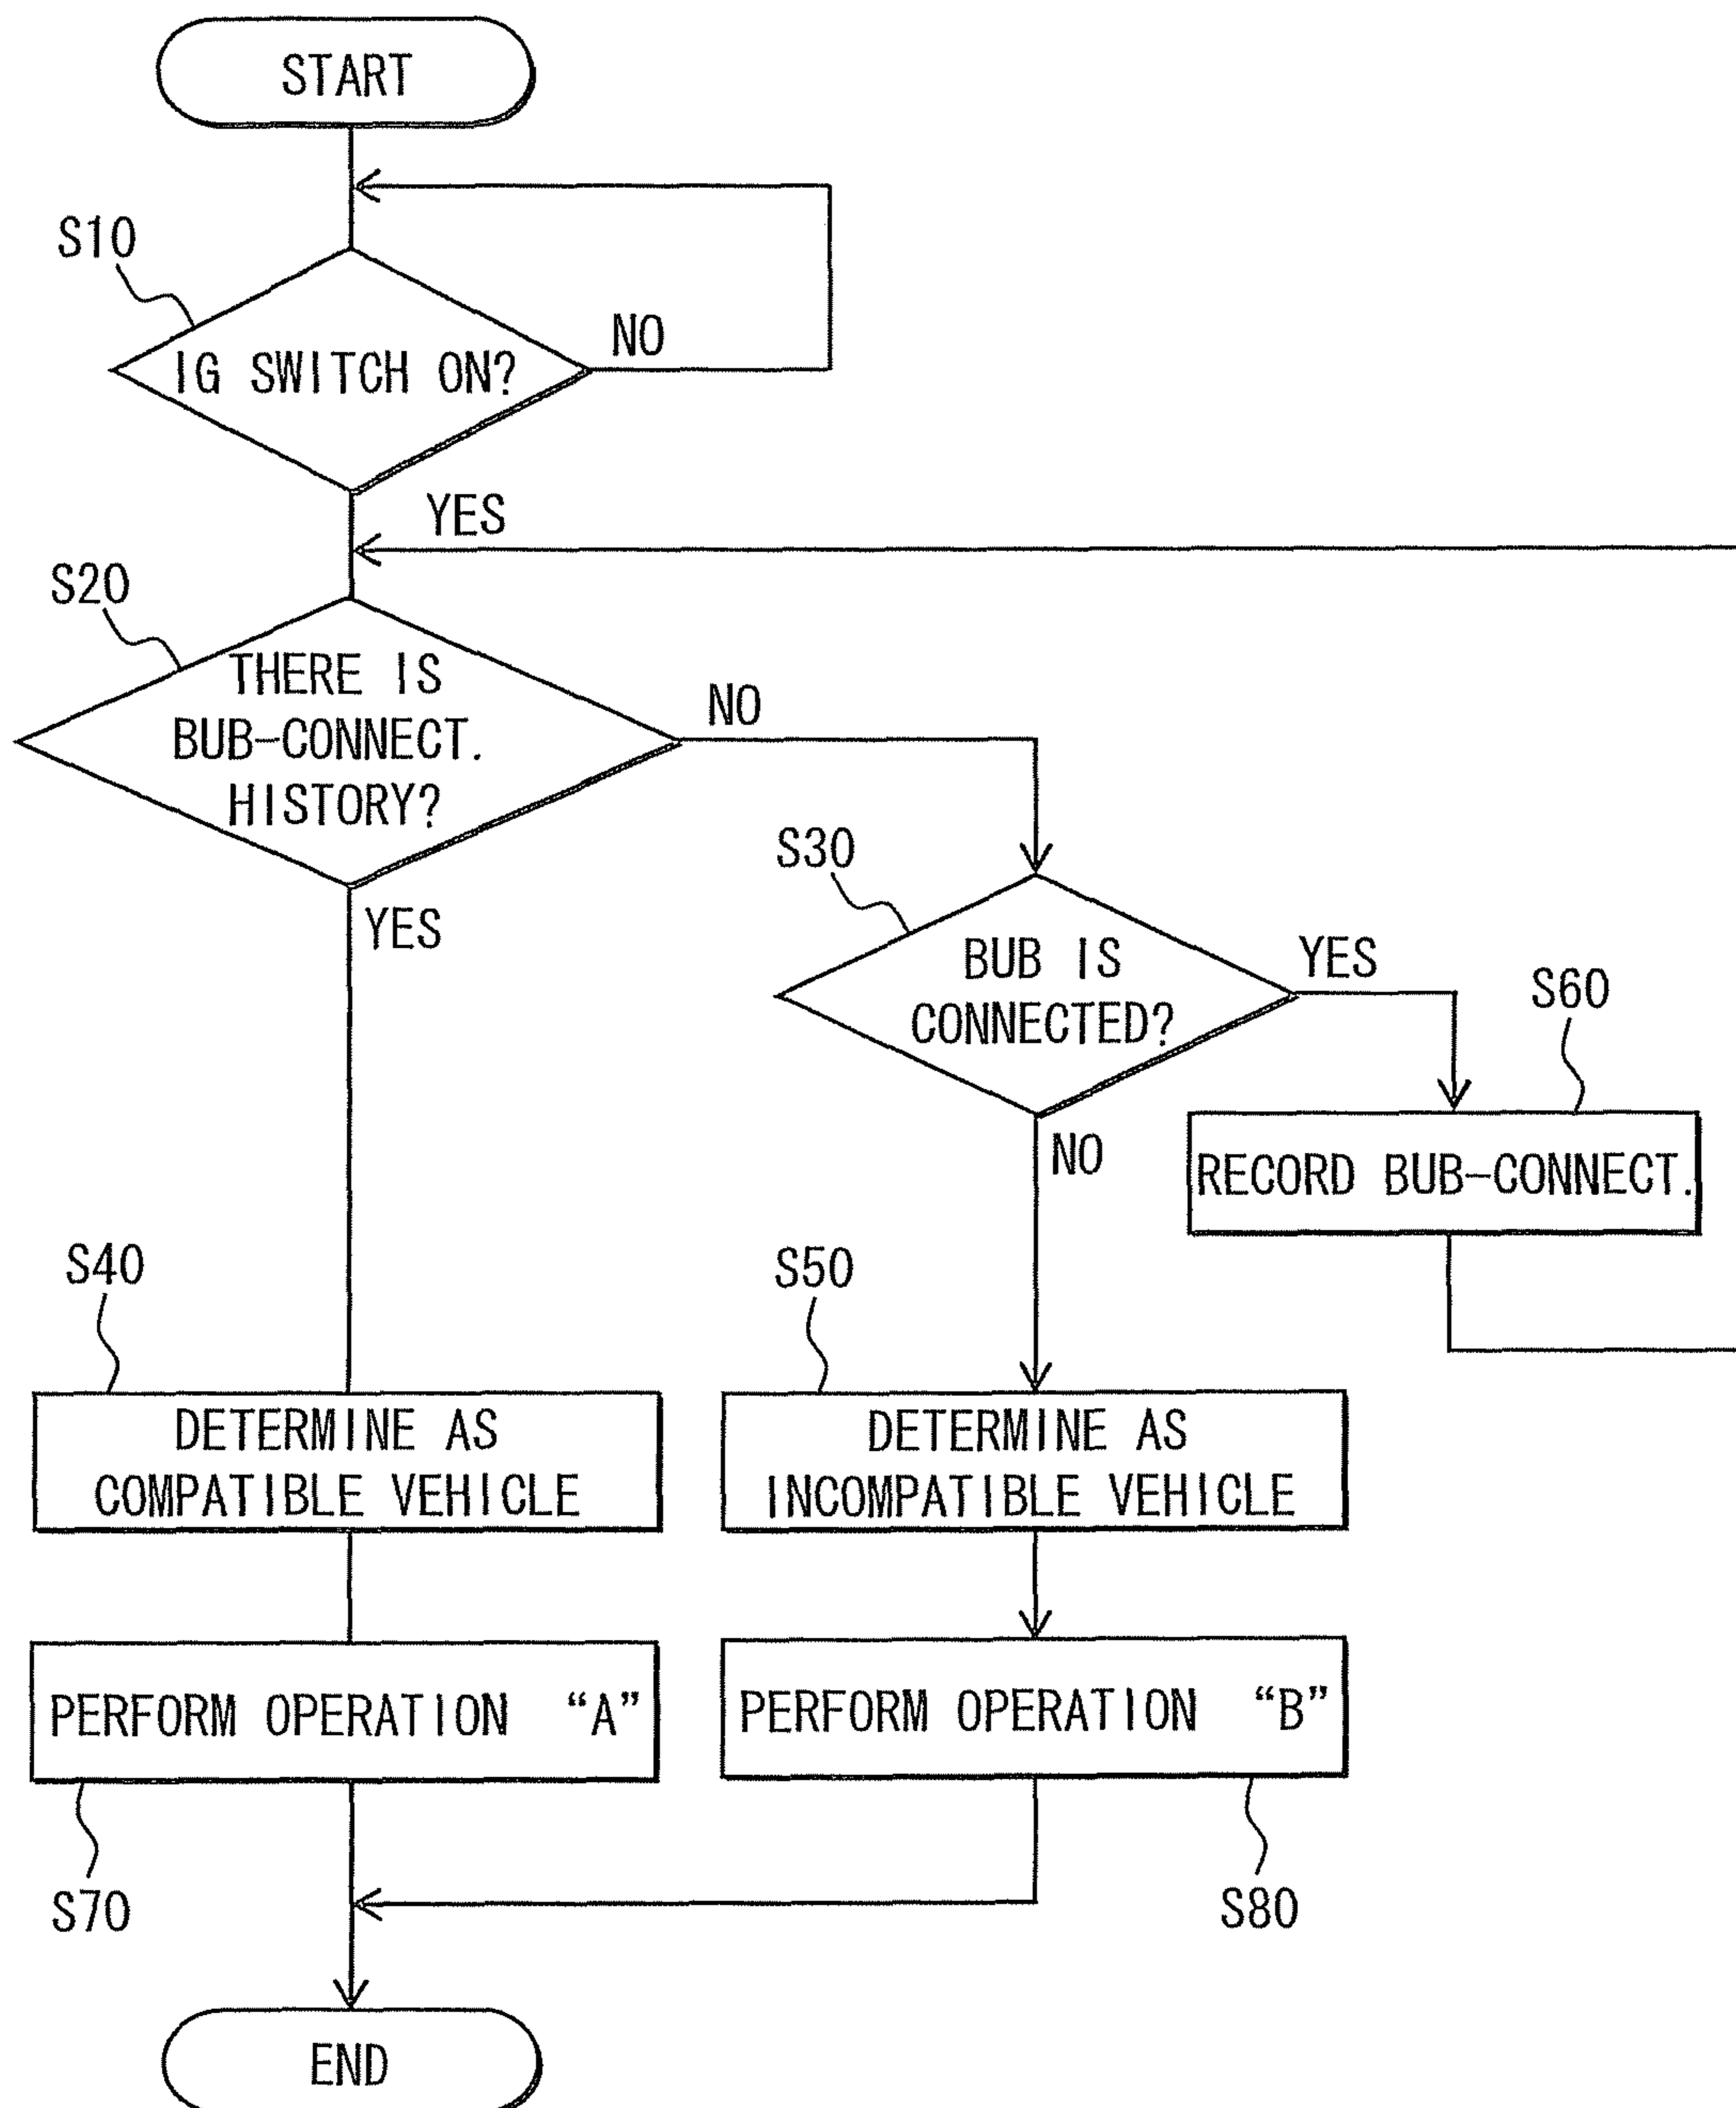 START
S10
IG SWITCH ON?
NO
YES
S20
THERE IS
BUB-CONNECT.
HISTORY?
NO
YES
S30
BUB IS
CONNECTED?
YES
NO
S60
RECORD BUB-CONNECT.
S40
DETERMINE AS
COMPATIBLE VEHICLE
S50
DETERMINE AS
INCOMPATIBLE VEHICLE
PERFORM OPERATION “A”
S70
PERFORM OPERATION “B”
S80
END